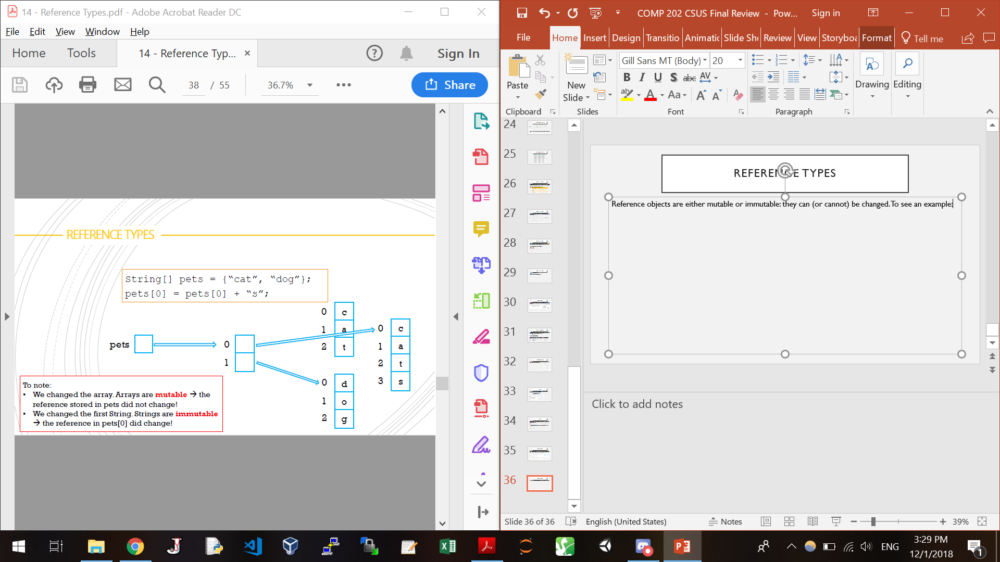 14 - Reference Types.pdf - Adobe Acrobat Reader DC
File Edit View Window Help
Home Tools 14 - Reference Typ... × Sign In
38 / 55 36.7% Share
REFERENCE TYPES
String[] pets = {“cat”, “dog”};
pets[0] = pets[0] + “s”;
pets
0
1
0 c
1 a
2 t
0 c
1 a
2 t
3 s
0 d
1 o
2 g
To note:
• We changed the array. Arrays are mutable → the
reference stored in pets did not change!
• We changed the first String. Strings are immutable
→ the reference in pets[0] did change!
COMP 202 CSUS Final Review - Pow... Sign in
File Home Insert Design Transitio Animatic Slide Sh Review View Storyboa Format Tell me
Paste
New
Slide
Gill Sans MT (Body) 20
B I U S abc AV
ab A Aa A A
Drawing
Editing
Clipboard Slides Font Paragraph
24
25
26
27
28
29
30
31
32
33
34
35
36
REFERENCE TYPES
Reference objects are either mutable or immutable: they can (or cannot) be changed. To see an example:
Click to add notes
Slide 36 of 36 English (United States) Notes 39%
ENG
3:29 PM
12/1/2018
1